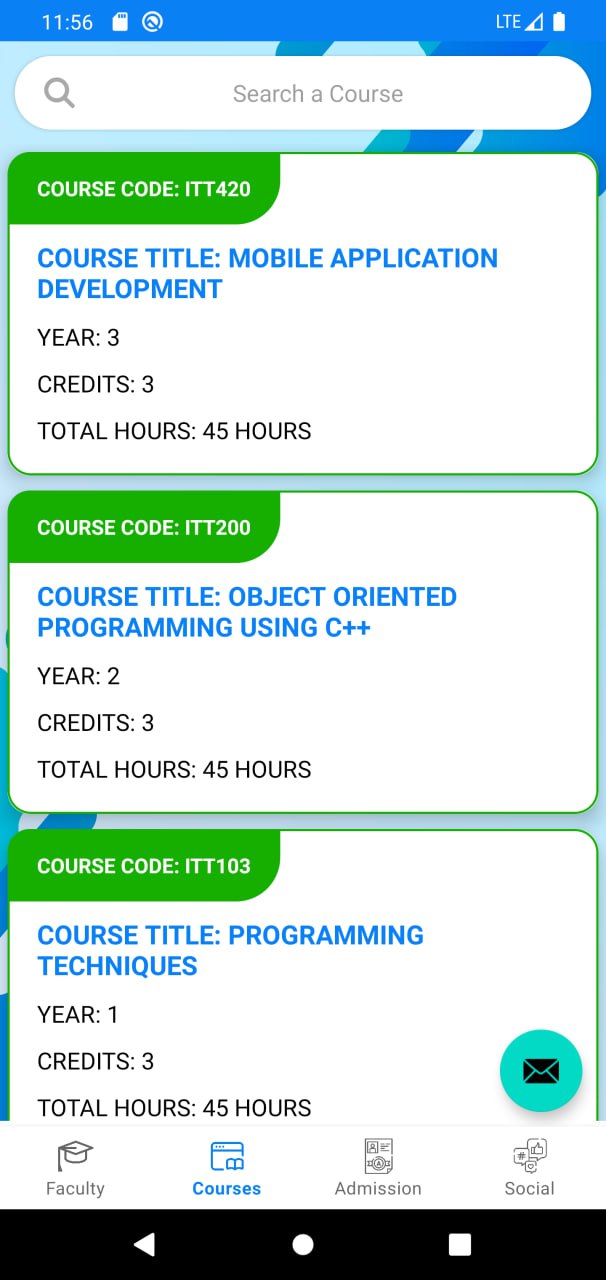 11:56
LTE
Search a Course
COURSE CODE: ITT420
COURSE TITLE: MOBILE APPLICATION
DEVELOPMENT
YEAR: 3
CREDITS: 3
TOTAL HOURS: 45 HOURS
COURSE CODE: ITT200
COURSE TITLE: OBJECT ORIENTED
PROGRAMMING USING C++
YEAR: 2
CREDITS: 3
TOTAL HOURS: 45 HOURS
COURSE CODE: ITT103
COURSE TITLE: PROGRAMMING
TECHNIQUES
YEAR: 1
CREDITS: 3
TOTAL HOURS: 45 HOURS
Faculty
Courses
Admission
Social